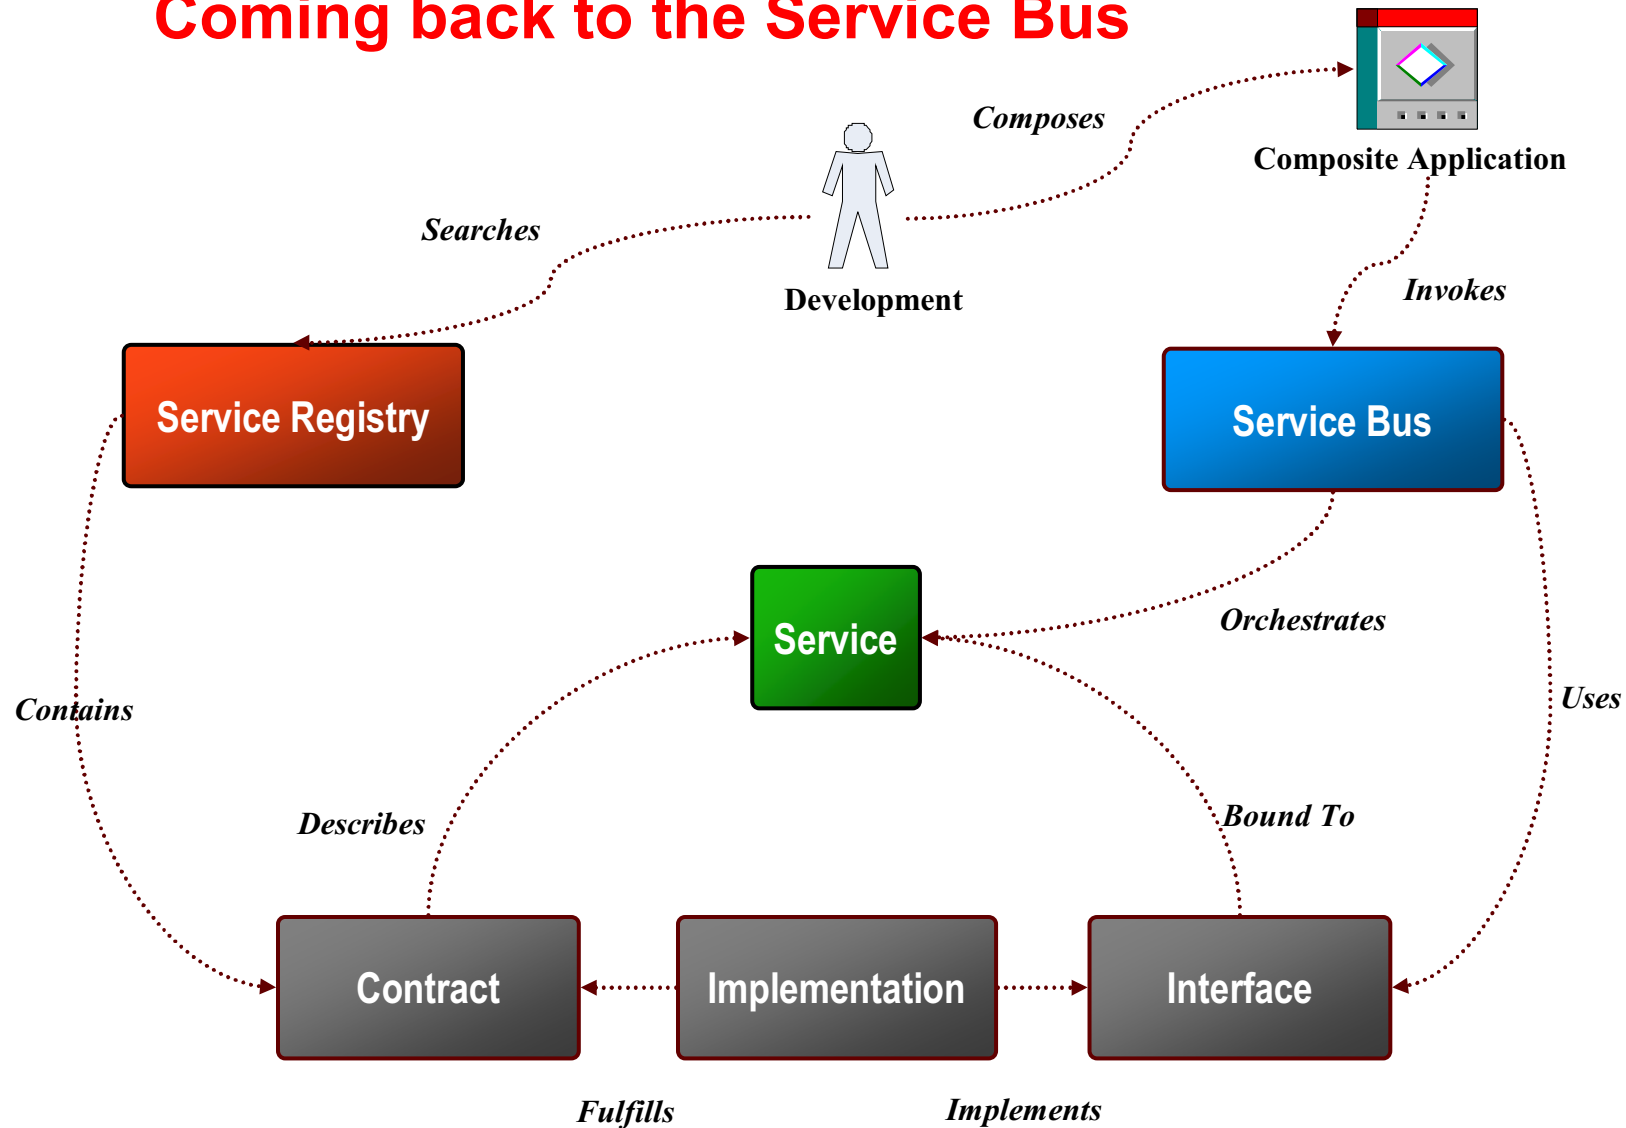 Coming back to the Service Bus
Composes
Composite Application
Searches
Development
Invokes
Service Registry
Service Bus
Service
Orchestrates
Contains
Uses
Describes
Bound To
Contract
Implementation
Interface
Fulfills
Implements